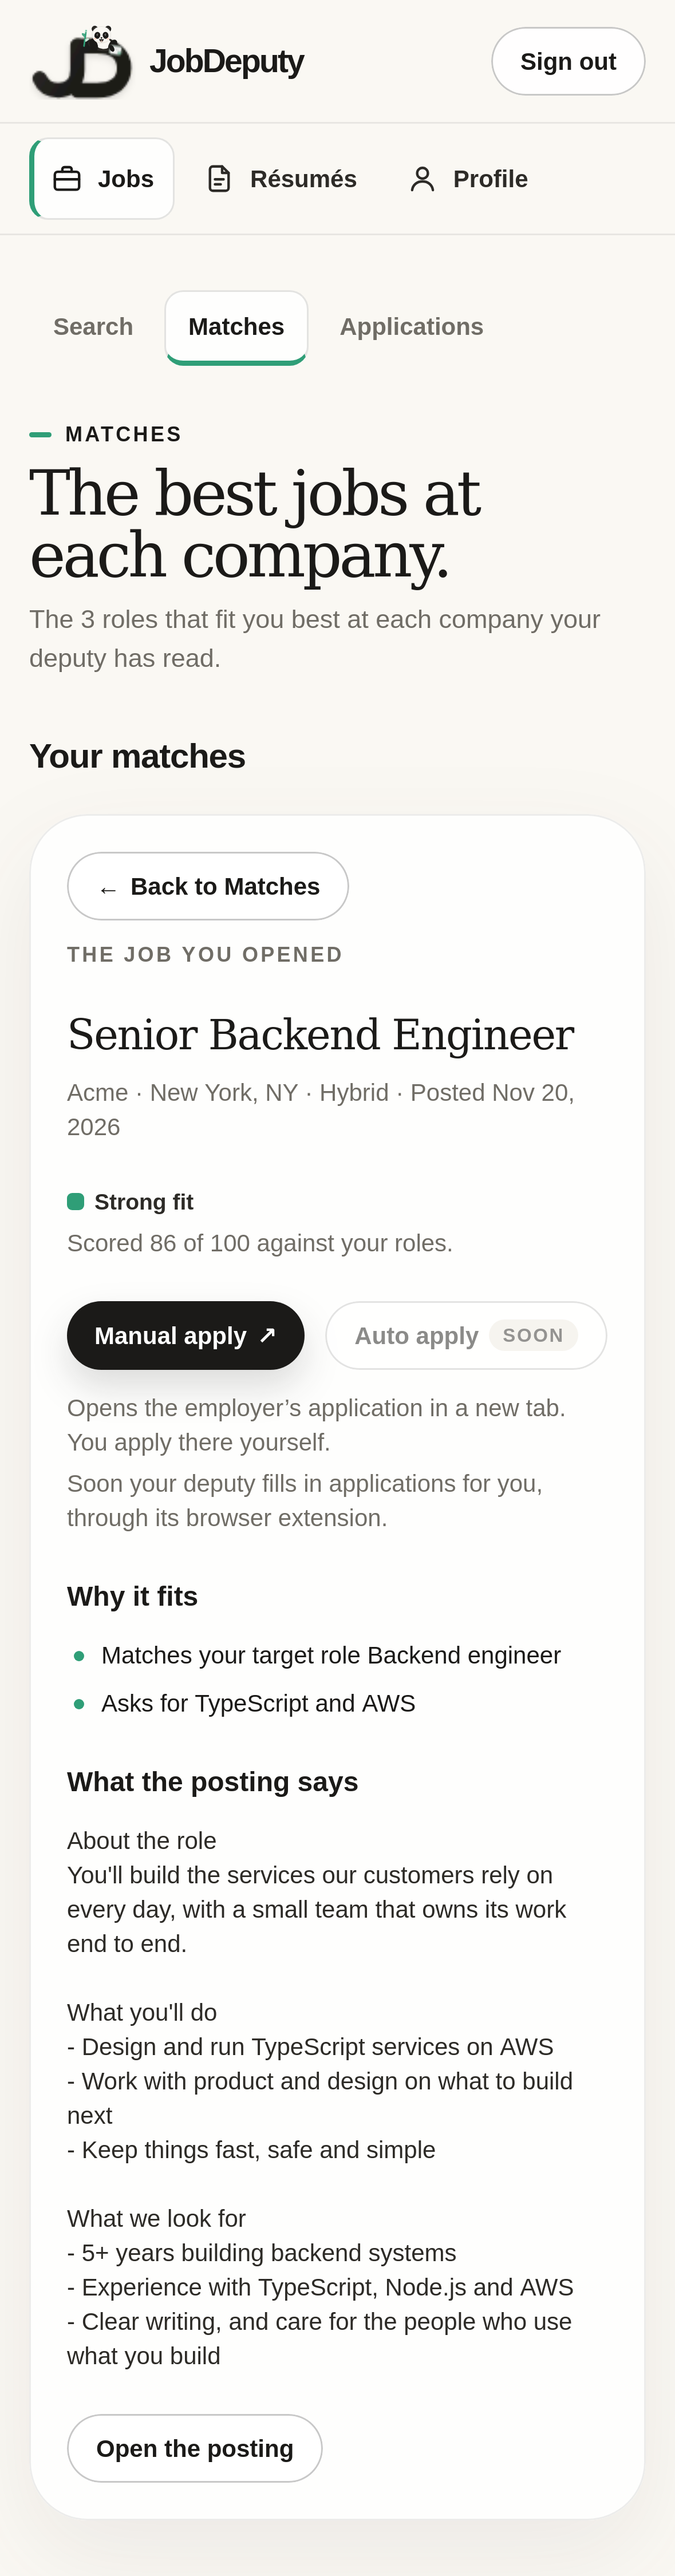 JD
JobDeputy
Sign out
Jobs
Résumés
Profile
Search
Matches
Applications
MATCHES
The best jobs at
each company.
The 3 roles that fit you best at each company your
deputy has read.
Your matches
← Back to Matches
THE JOB YOU OPENED
Senior Backend Engineer
Acme · New York, NY · Hybrid · Posted Nov 20,
2026
Strong fit
Scored 86 of 100 against your roles.
Manual apply ↗
Auto apply SOON
Opens the employer’s application in a new tab.
You apply there yourself.
Soon your deputy fills in applications for you,
through its browser extension.
Why it fits
Matches your target role Backend engineer
Asks for TypeScript and AWS
What the posting says
About the role
You'll build the services our customers rely on
every day, with a small team that owns its work
end to end.
What you'll do
- Design and run TypeScript services on AWS
- Work with product and design on what to build
next
- Keep things fast, safe and simple
What we look for
- 5+ years building backend systems
- Experience with TypeScript, Node.js and AWS
- Clear writing, and care for the people who use
what you build
Open the posting